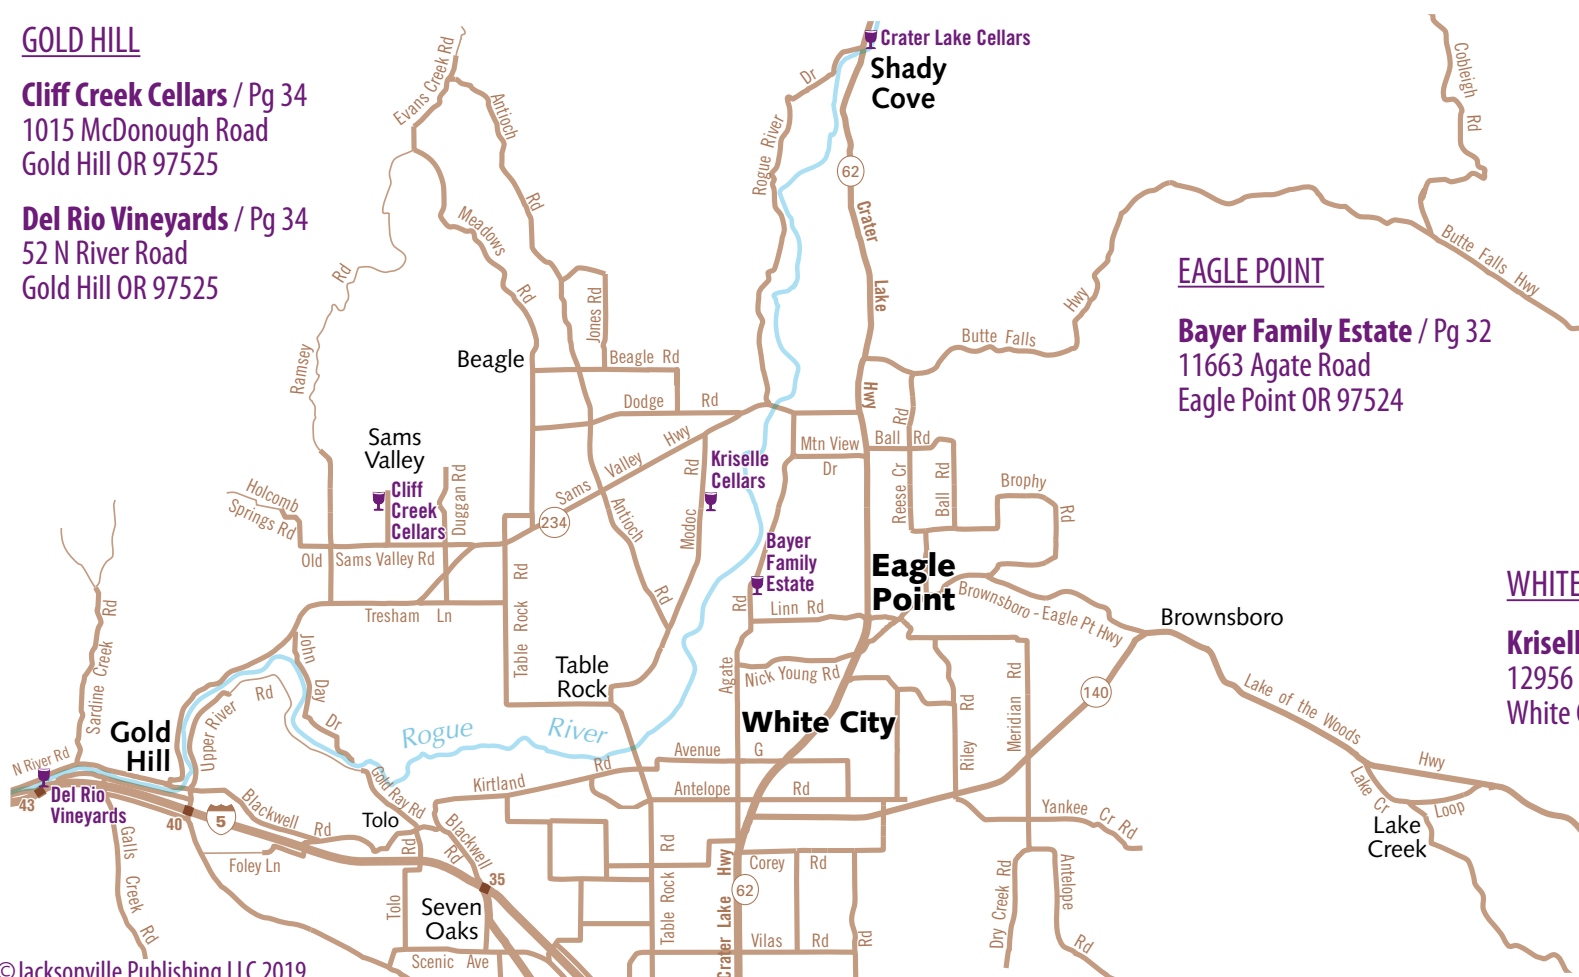 GOLD HILL
Cliff Creek Cellars / Pg 34
1015 McDonough Road
Gold Hill OR 97525
Del Rio Vineyards / Pg 34
52 N River Road
Gold Hill OR 97525
EAGLE POINT
Bayer Family Estate / Pg 32
11663 Agate Road
Eagle Point OR 97524
WHITE
Krisell
12956
White
Crater Lake Cellars
Shady
Cove
Evans Creek Rd
Antioch
Rd
Dr
Rogue River
62
Crater
Lake
Hwy
Cobleigh
Rd
Butte Falls Hwy
Hwy
Butte Falls
Meadows
Rd
Rd
Ramsey
Jones Rd
Beagle
Beagle Rd
Dodge Rd
Hwy
Valley
Sams
234
Sams
Valley
Cliff
Creek
Cellars
Duggan Rd
Holcomb
Springs Rd
Old Sams Valley Rd
Tresham Ln
Kriselle
Cellars
Rd
Modoc
Antioch
Rd
Mtn View
Dr
Ball Rd
Rd
Reese Cr
Ball Rd
Brophy
Rd
Bayer
Family
Estate
Eagle
Point
Linn Rd
Rd
Agate
Nick Young Rd
Brownsboro - Eagle Pt Hwy
Brownsboro
140
Lake of the Woods
Hwy
Lake Cr
Loop
Lake
Creek
Rd
Table Rock
Table
Rock
Rd
Sardine Creek
John
Day
Dr
Rd
Upper River
Gold
Hill
N River Rd
Del Rio
Vineyards
43
40
5
35
Rogue River
White City
Avenue G
Antelope Rd
Kirtland
Rd
Gold Ray Rd
Tolo
Blackwell
Rd
Blackwell
Rd
Foley Ln
Galls
Creek
Rd
Rd
Tolo
Seven
Oaks
Scenic Ave
Rd
Table Rock
Crater Lake Hwy
62
Corey Rd
Vilas Rd
Rd
Rd
Riley
Rd
Meridian
Yankee Cr Rd
Dry Creek Rd
Antelope
Rd
©Jacksonville Publishing LLC 2019